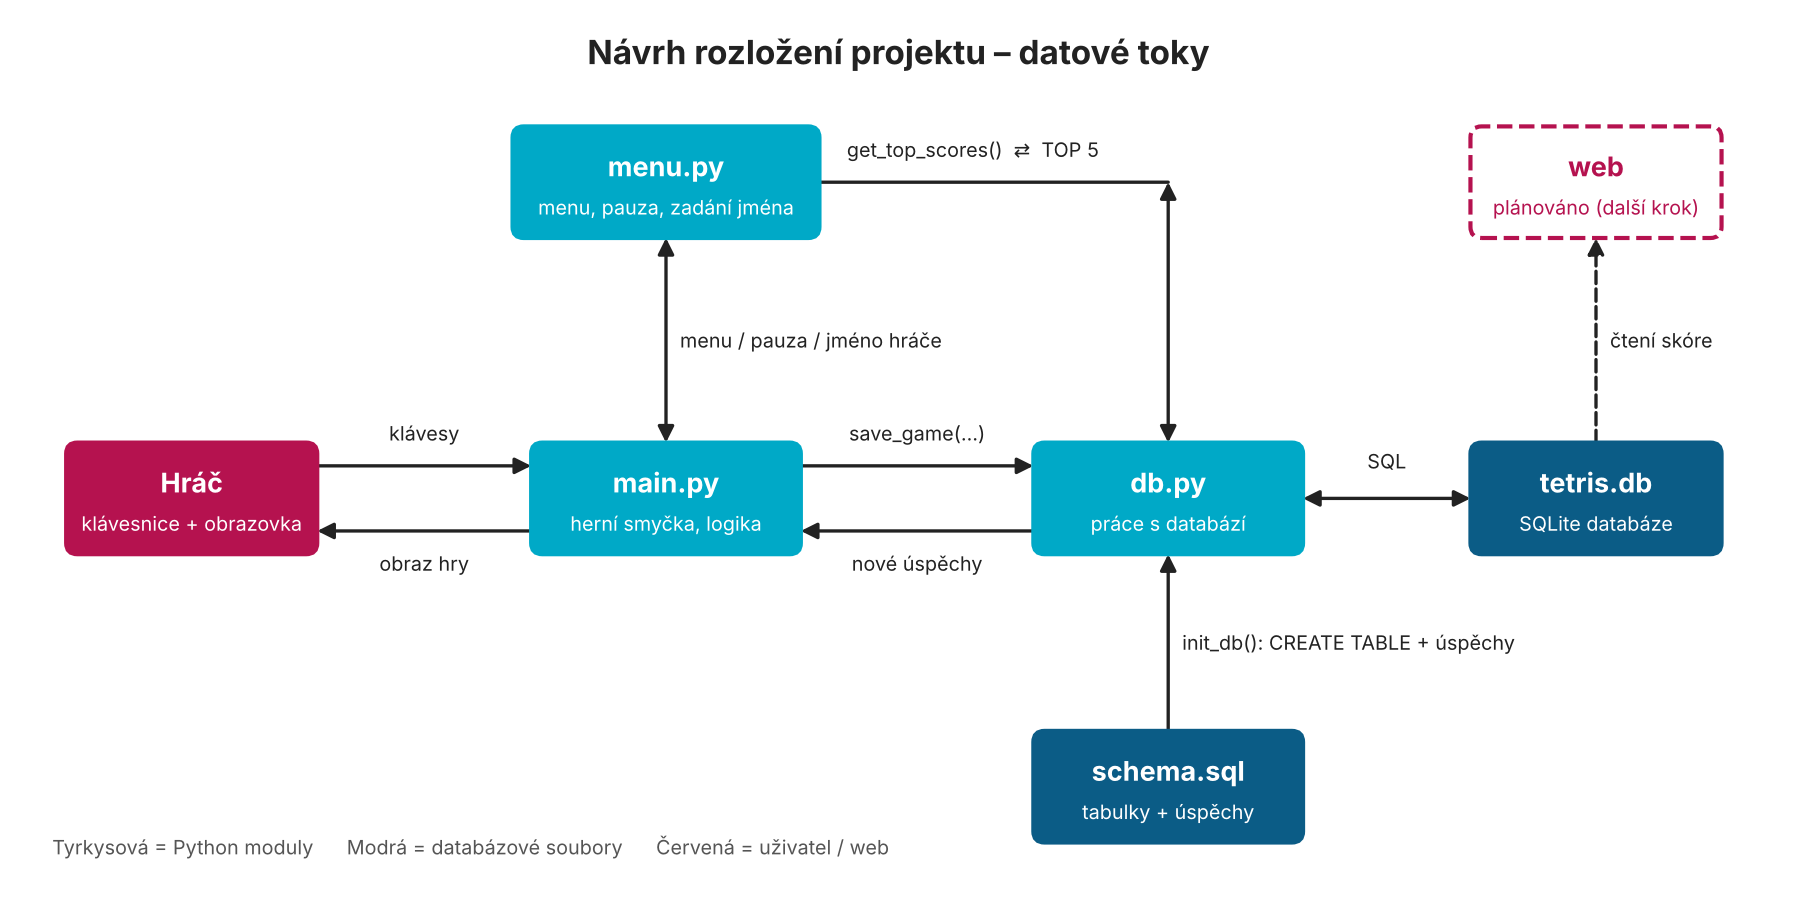 Návrh rozložení projektu – datové toky
menu.py
menu, pauza, zadání jména
get_top_scores() ⇄ TOP 5
web
plánováno (další krok)
menu / pauza / jméno hráče
čtení skóre
klávesy
save_game(...)
Hráč
klávesnice + obrazovka
main.py
herní smyčka, logika
db.py
práce s databází
SQL
tetris.db
SQLite databáze
obraz hry
nové úspěchy
init_db(): CREATE TABLE + úspěchy
schema.sql
tabulky + úspěchy
Tyrkysová = Python moduly Modrá = databázové soubory Červená = uživatel / web